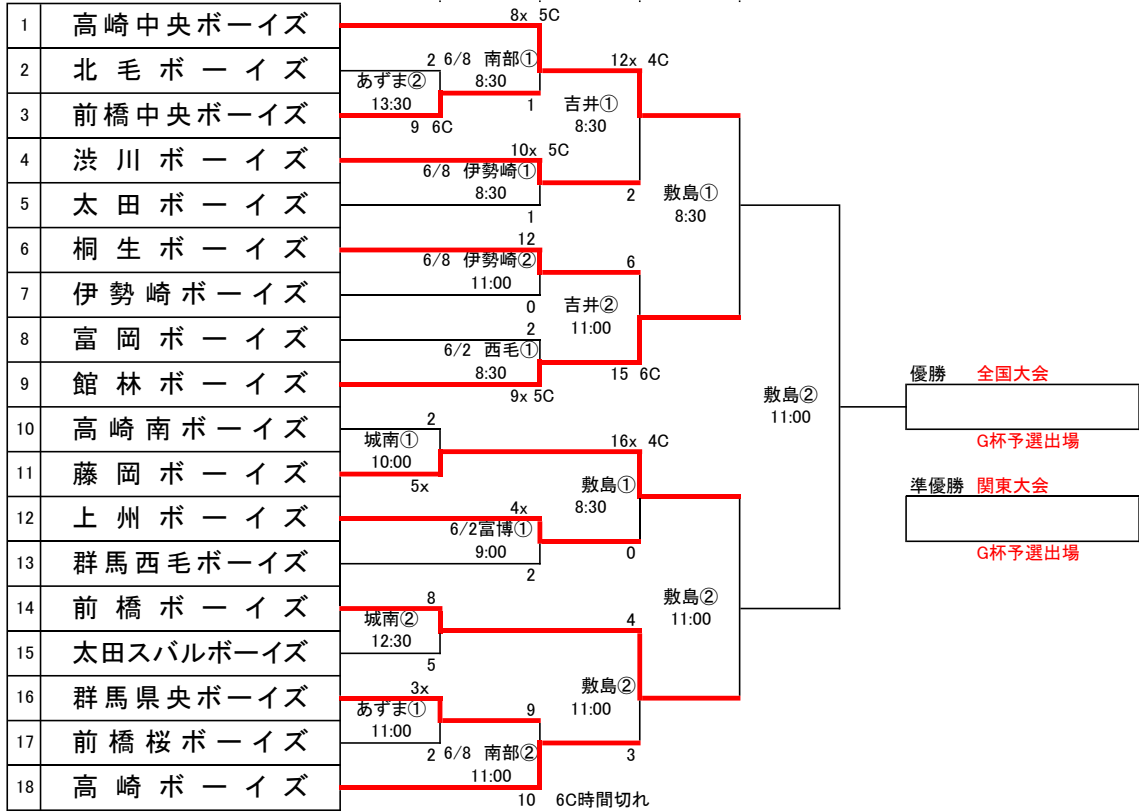 8x 5C
1 高崎中央ボーイズ
2 6/8 南部① 12x 4C
2 北毛ボーイズ
あずま② 8:30
13:30 1 吉井①
3 前橋中央ボーイズ
9 6C 8:30
10x 5C
4 渋川ボーイズ
6/8 伊勢崎①
8:30 2 敷島①
5 太田ボーイズ
1 8:30
12
6 桐生ボーイズ
6/8 伊勢崎② 6
11:00
7 伊勢崎ボーイズ
0 吉井②
2 11:00
8 富岡ボーイズ
6/2 西毛①
8:30 15 6C
9 館林ボーイズ
9x 5C 敷島② 優勝 全国大会
11:00
10 高崎南ボーイズ
2 16x 4C G杯予選出場
城南①
10:00
11 藤岡ボーイズ
5x 敷島① 準優勝 関東大会
4x 8:30
12 上州ボーイズ
6/2富博①
9:00 0 G杯予選出場
13 群馬西毛ボーイズ
2
8 敷島②
14 前橋ボーイズ
城南② 4 11:00
12:30
15 太田スバルボーイズ
5
3x 敷島②
16 群馬県央ボーイズ
あずま① 9 11:00
11:00
17 前橋桜ボーイズ
2 6/8 南部② 3
11:00
18 高崎ボーイズ
10 6C時間切れ